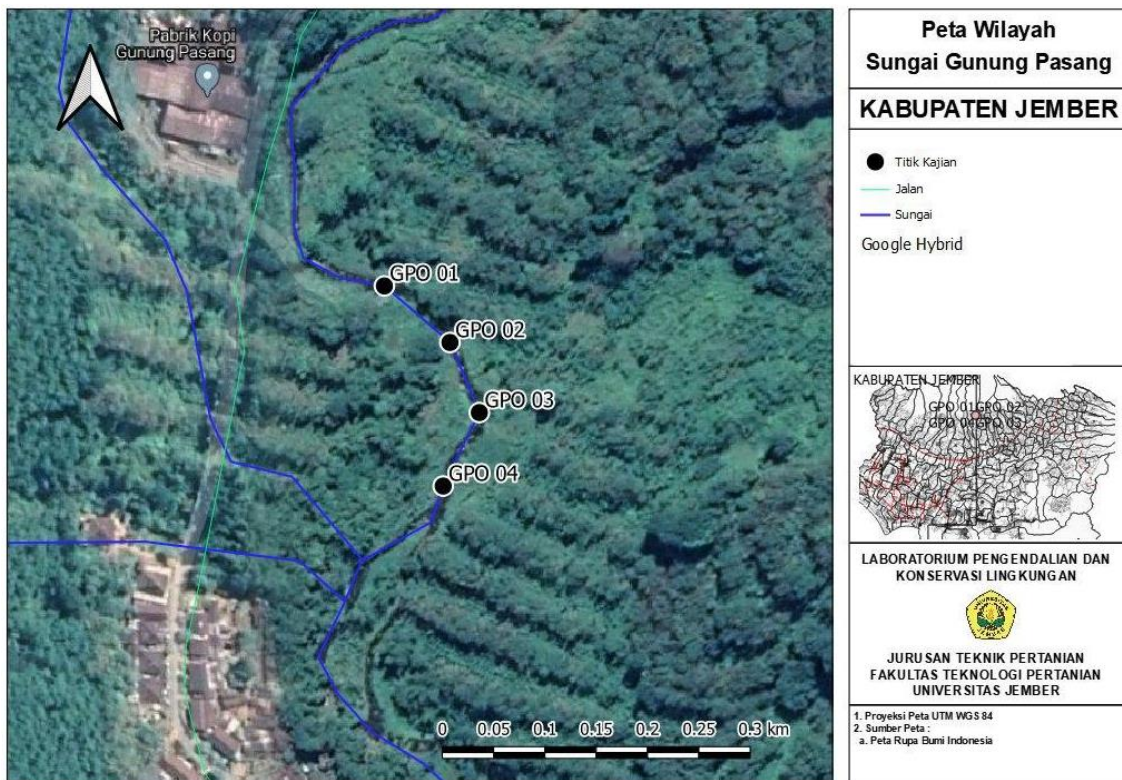 Pabrik Kopi
Gunung Pasang
GPO 01
GPO 02
GPO 03
GPO 04
0 0.05 0.1 0.15 0.2 0.25 0.3 km
Peta Wilayah
Sungai Gunung Pasang
KABUPATEN JEMBER
Titik Kajian
Jalan
Sungai
Google Hybrid
KABUPATEN JEMBER
GPO 01GPO 02
GPO 04GPO 03
LABORATORIUM PENGENDALIAN DAN
KONSERVASI LINGKUNGAN
JURUSAN TEKNIK PERTANIAN
FAKULTAS TEKNOLOGI PERTANIAN
UNIVERSITAS JEMBER
1. Proyeksi Peta UTM WGS 84
2. Sumber Peta :
a. Peta Rupa Bumi Indonesia